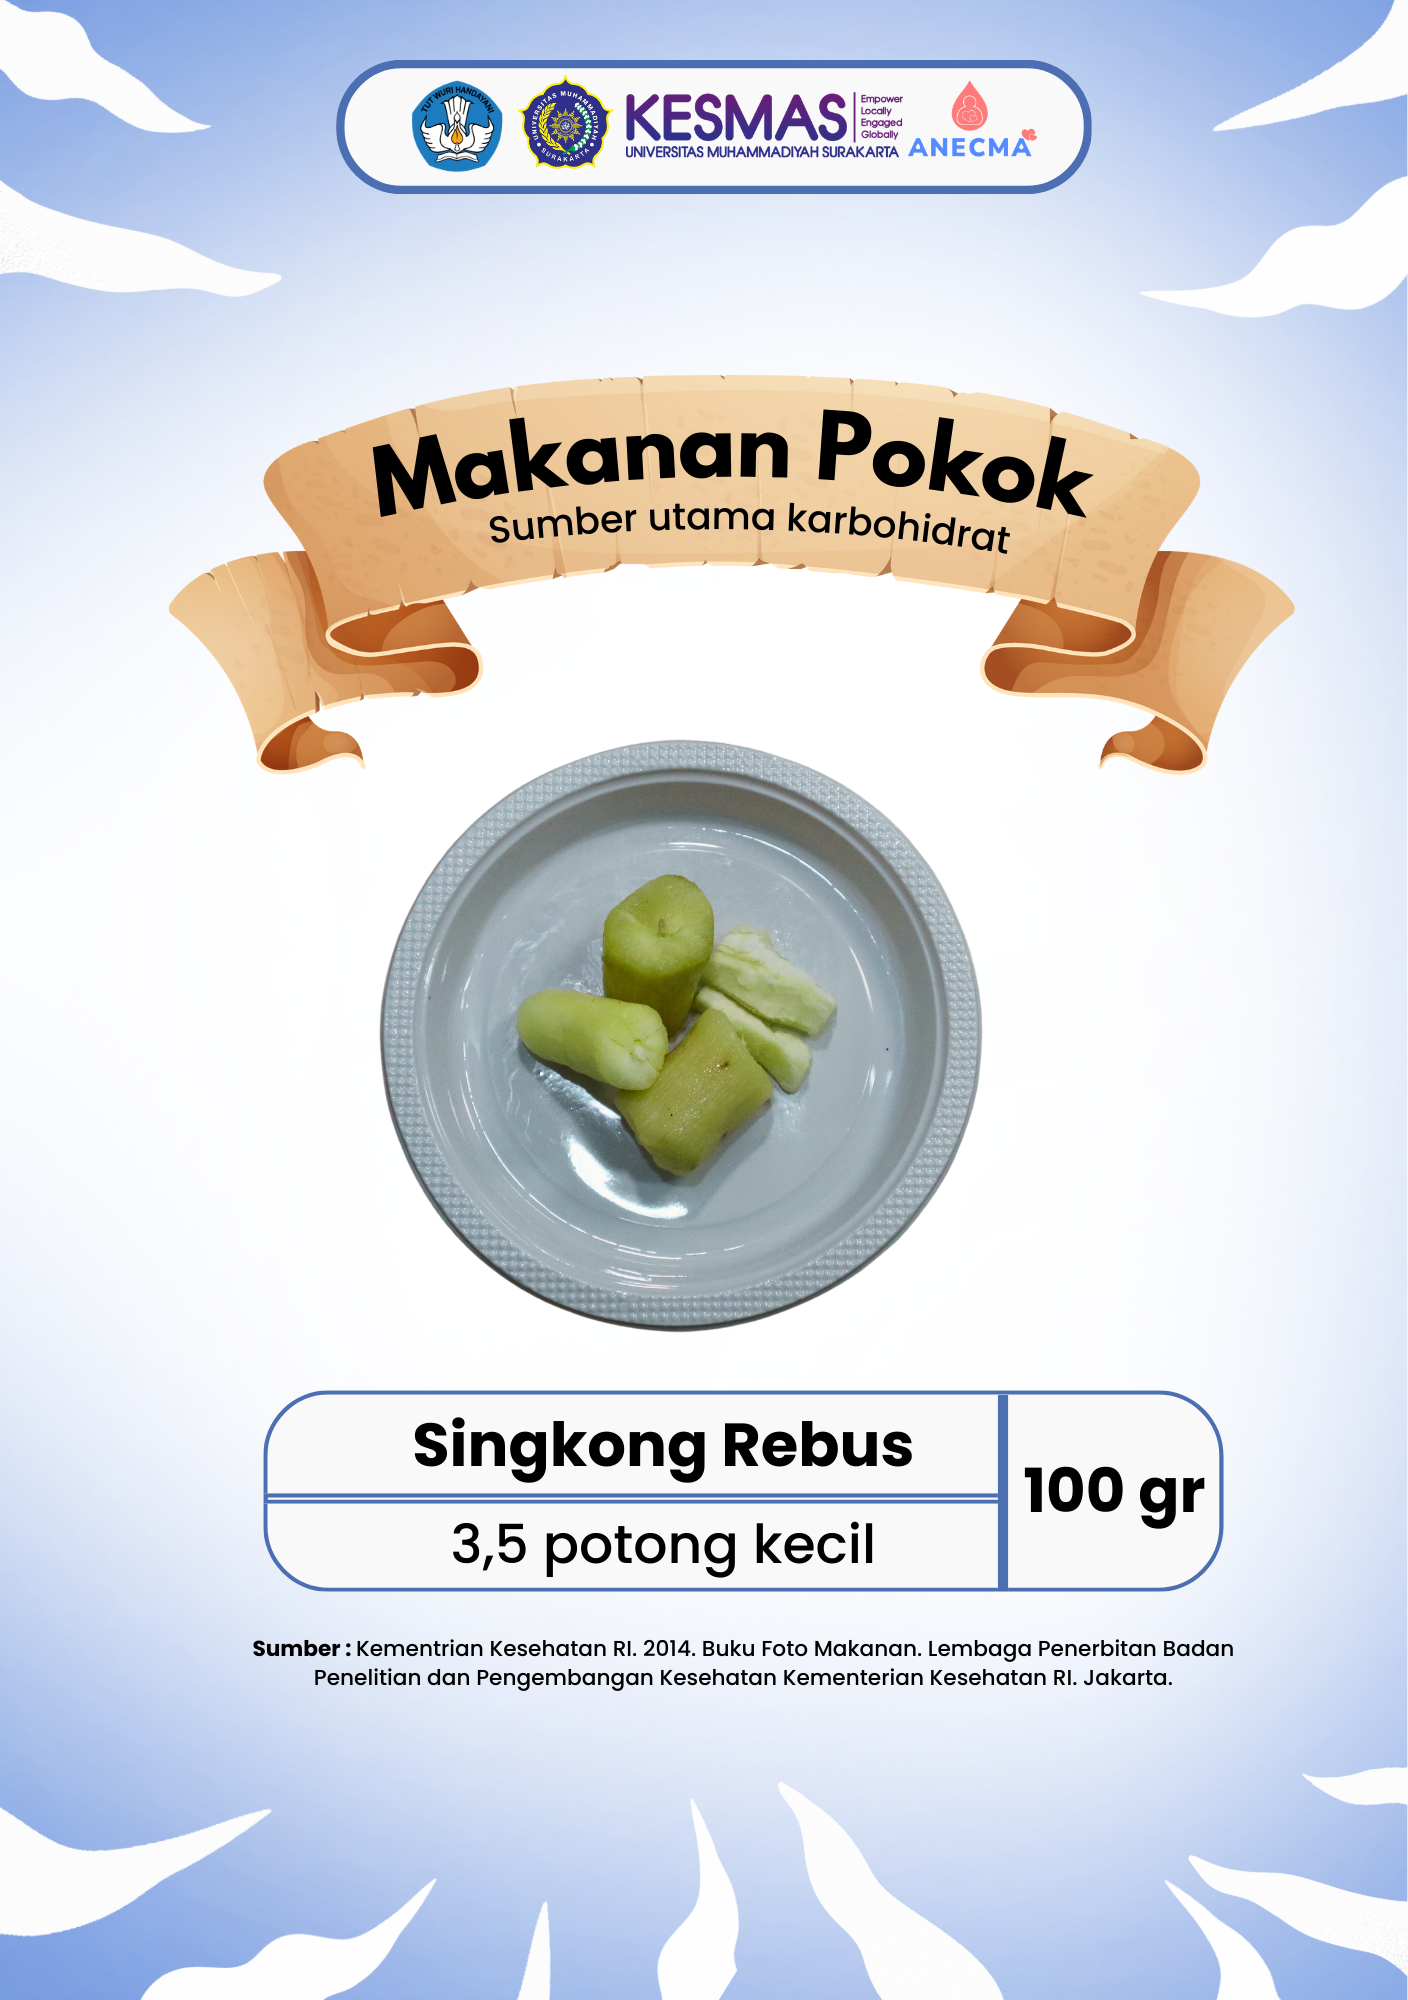 TUT WURI HANDAYANI
UNIVERSITAS MUHAMMADIYAH
SURAKARTA
KESMAS
Empower
Locally
Engaged
Globally
UNIVERSITAS MUHAMMADIYAH SURAKARTA
ANECMA
Makanan Pokok
Sumber utama karbohidrat
Singkong Rebus
100 gr
3,5 potong kecil
Sumber : Kementrian Kesehatan RI. 2014. Buku Foto Makanan. Lembaga Penerbitan Badan
Penelitian dan Pengembangan Kesehatan Kementerian Kesehatan RI. Jakarta.